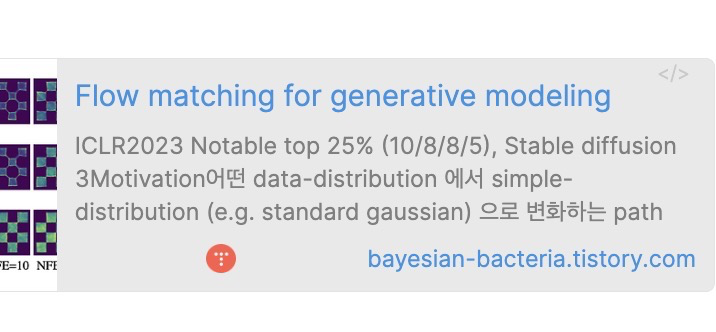 </>
Flow matching for generative modeling
ICLR2023 Notable top 25% (10/8/8/5), Stable diffusion
3Motivation어떤 data-distribution 에서 simple-
distribution (e.g. standard gaussian) 으로 변화하는 path
=10 NFE
bayesian-bacteria.tistory.com